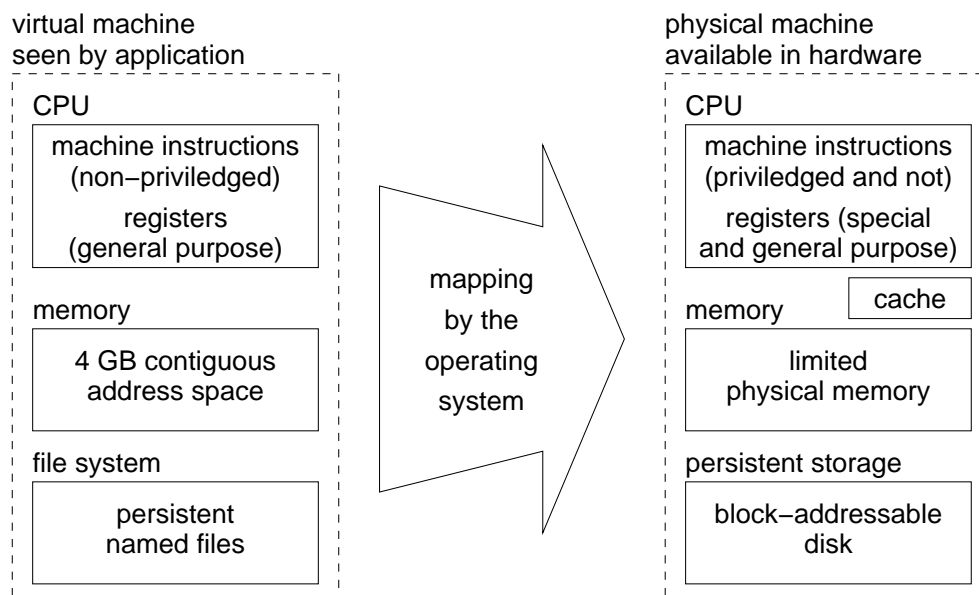 virtual machine
seen by application
CPU
machine instructions
(non−priviledged)
registers
(general purpose)
memory
4 GB contiguous
address space
file system
persistent
named files
mapping
by the
operating
system
physical machine
available in hardware
CPU
machine instructions
(priviledged and not)
registers (special
and general purpose)
cache
memory
limited
physical memory
persistent storage
block−addressable
disk